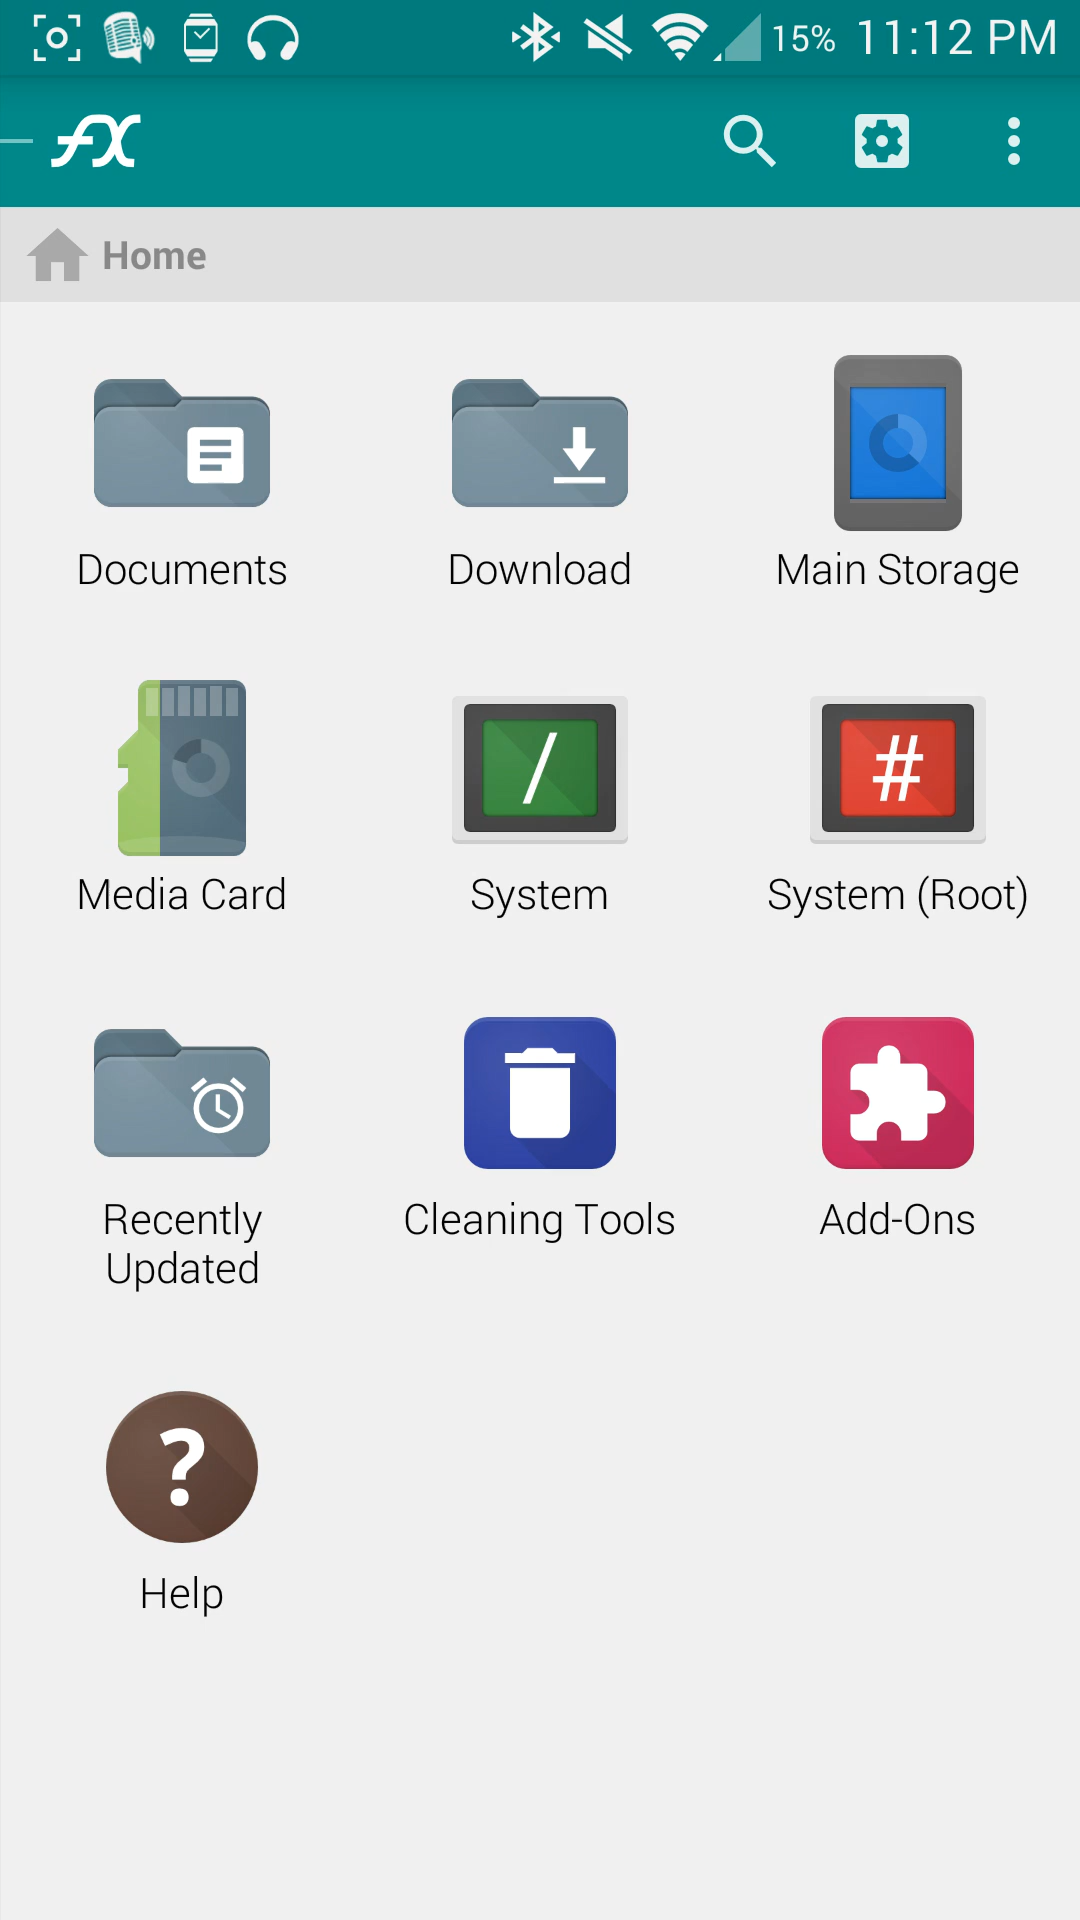 15% 11:12 PM
fX
Home
Documents
Download
Main Storage
Media Card
/
System
#
System (Root)
Recently
Updated
Cleaning Tools
Add-Ons
?
Help